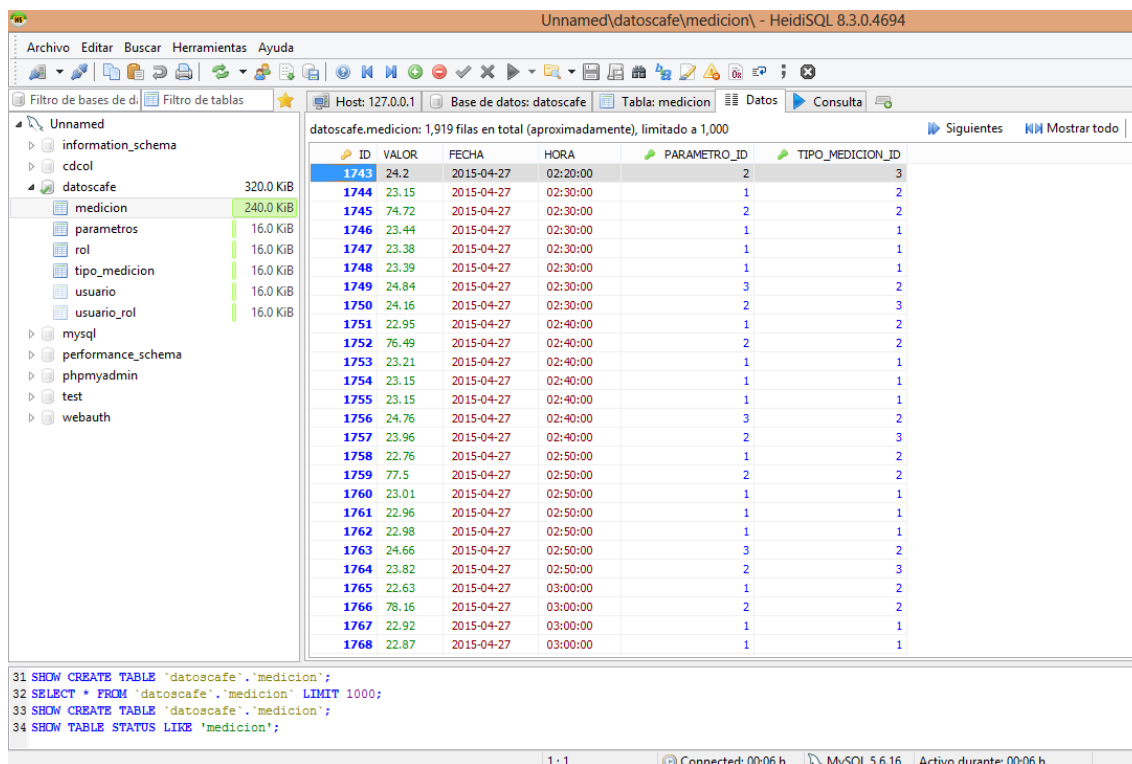 HS Unnamed\datoscafe\medicion\ - HeidiSQL 8.3.0.4694
Archivo Editar Buscar Herramientas Ayuda
Filtro de bases de d Filtro de tablas
Host: 127.0.0.1 Base de datos: datoscafe Tabla: medicion Datos Consulta
Unnamed
information_schema
cdcol
datoscafe 320.0 KiB
medicion 240.0 KiB
parametros 16.0 KiB
rol 16.0 KiB
tipo_medicion 16.0 KiB
usuario 16.0 KiB
usuario_rol 16.0 KiB
mysql
performance_schema
phpmyadmin
test
webauth
datoscafe.medicion: 1,919 filas en total (aproximadamente), limitado a 1,000 Siguientes Mostrar todo
ID VALOR FECHA HORA PARAMETRO_ID TIPO_MEDICION_ID
1743 24.2 2015-04-27 02:20:00 2 3
1744 23.15 2015-04-27 02:30:00 1 2
1745 74.72 2015-04-27 02:30:00 2 2
1746 23.44 2015-04-27 02:30:00 1 1
1747 23.38 2015-04-27 02:30:00 1 1
1748 23.39 2015-04-27 02:30:00 1 1
1749 24.84 2015-04-27 02:30:00 3 2
1750 24.16 2015-04-27 02:30:00 2 3
1751 22.95 2015-04-27 02:40:00 1 2
1752 76.49 2015-04-27 02:40:00 2 2
1753 23.21 2015-04-27 02:40:00 1 1
1754 23.15 2015-04-27 02:40:00 1 1
1755 23.15 2015-04-27 02:40:00 1 1
1756 24.76 2015-04-27 02:40:00 3 2
1757 23.96 2015-04-27 02:40:00 2 3
1758 22.76 2015-04-27 02:50:00 1 2
1759 77.5 2015-04-27 02:50:00 2 2
1760 23.01 2015-04-27 02:50:00 1 1
1761 22.96 2015-04-27 02:50:00 1 1
1762 22.98 2015-04-27 02:50:00 1 1
1763 24.66 2015-04-27 02:50:00 3 2
1764 23.82 2015-04-27 02:50:00 2 3
1765 22.63 2015-04-27 03:00:00 1 2
1766 78.16 2015-04-27 03:00:00 2 2
1767 22.92 2015-04-27 03:00:00 1 1
1768 22.87 2015-04-27 03:00:00 1 1
31 SHOW CREATE TABLE `datoscafe`.`medicion`;
32 SELECT * FROM `datoscafe`.`medicion` LIMIT 1000;
33 SHOW CREATE TABLE `datoscafe`.`medicion`;
34 SHOW TABLE STATUS LIKE 'medicion';
1 : 1 Connected: 00:06 h MySQL 5.6.16 Activo durante: 00:06 h